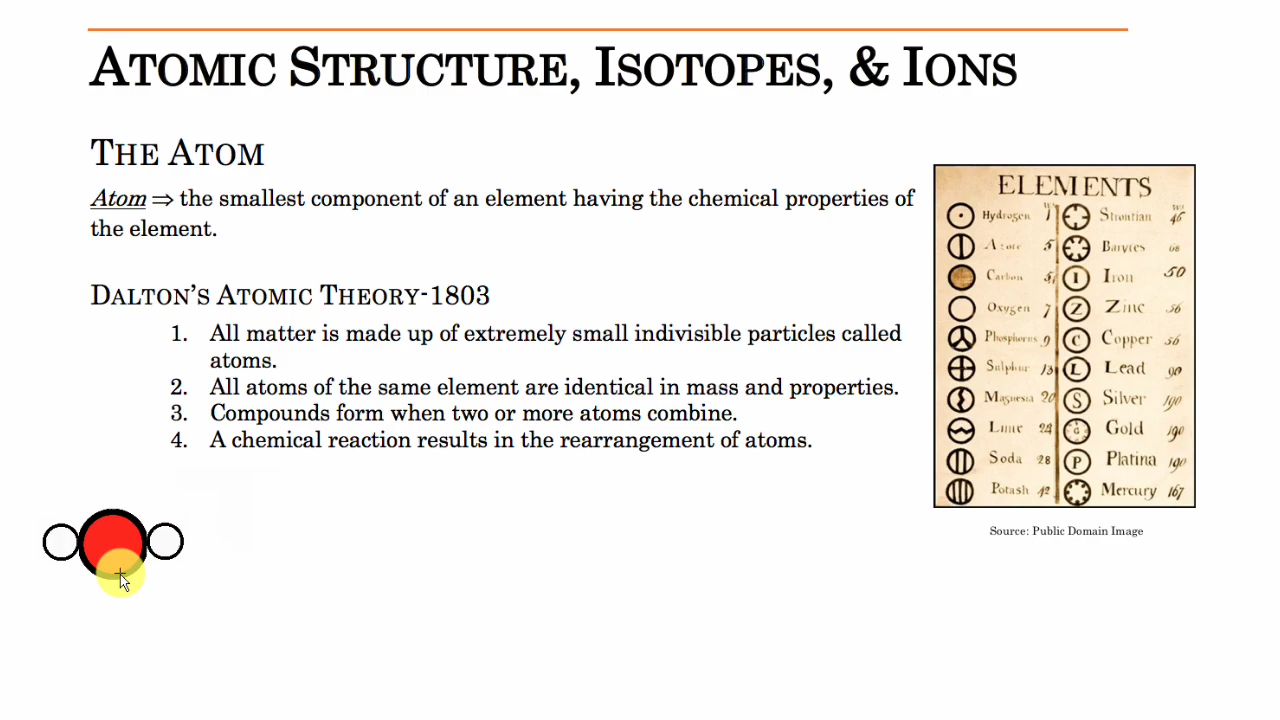 ATOMIC STRUCTURE, ISOTOPES, & IONS
THE ATOM
Atom ⇒ the smallest component of an element having the chemical properties of
the element.
DALTON'S ATOMIC THEORY-1803
1. All matter is made up of extremely small indivisible particles called
atoms.
2. All atoms of the same element are identical in mass and properties.
3. Compounds form when two or more atoms combine.
4. A chemical reaction results in the rearrangement of atoms.
ELEMENTS
Hydrogen 1 Strontian 46
Azote 5 Barytes 68
Carbon 5 I Iron 50
Oxygen 7 Z Zinc 56
Phosphorus 9 C Copper 56
Sulphur 13 L Lead 90
Magnesia 20 S Silver 190
Lime 24 G Gold 190
Soda 28 P Platina 190
Potash 42 Mercury 167
Source: Public Domain Image